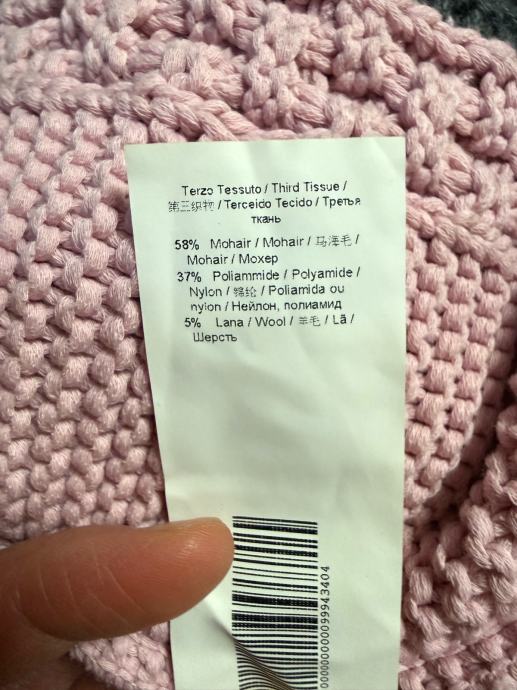 Terzo Tessuto / Third Tissue /
第三织物 / Terceido Tecido / Третья
ткань
58% Mohair / Mohair / 马海毛 /
Mohair / Мохер
37% Poliammide / Polyamide /
Nylon / 锦纶 / Poliamida ou
nylon / Нейлон, полиамид
5% Lana / Wool / 羊毛 / Lã /
Шерсть
0000000000099943404